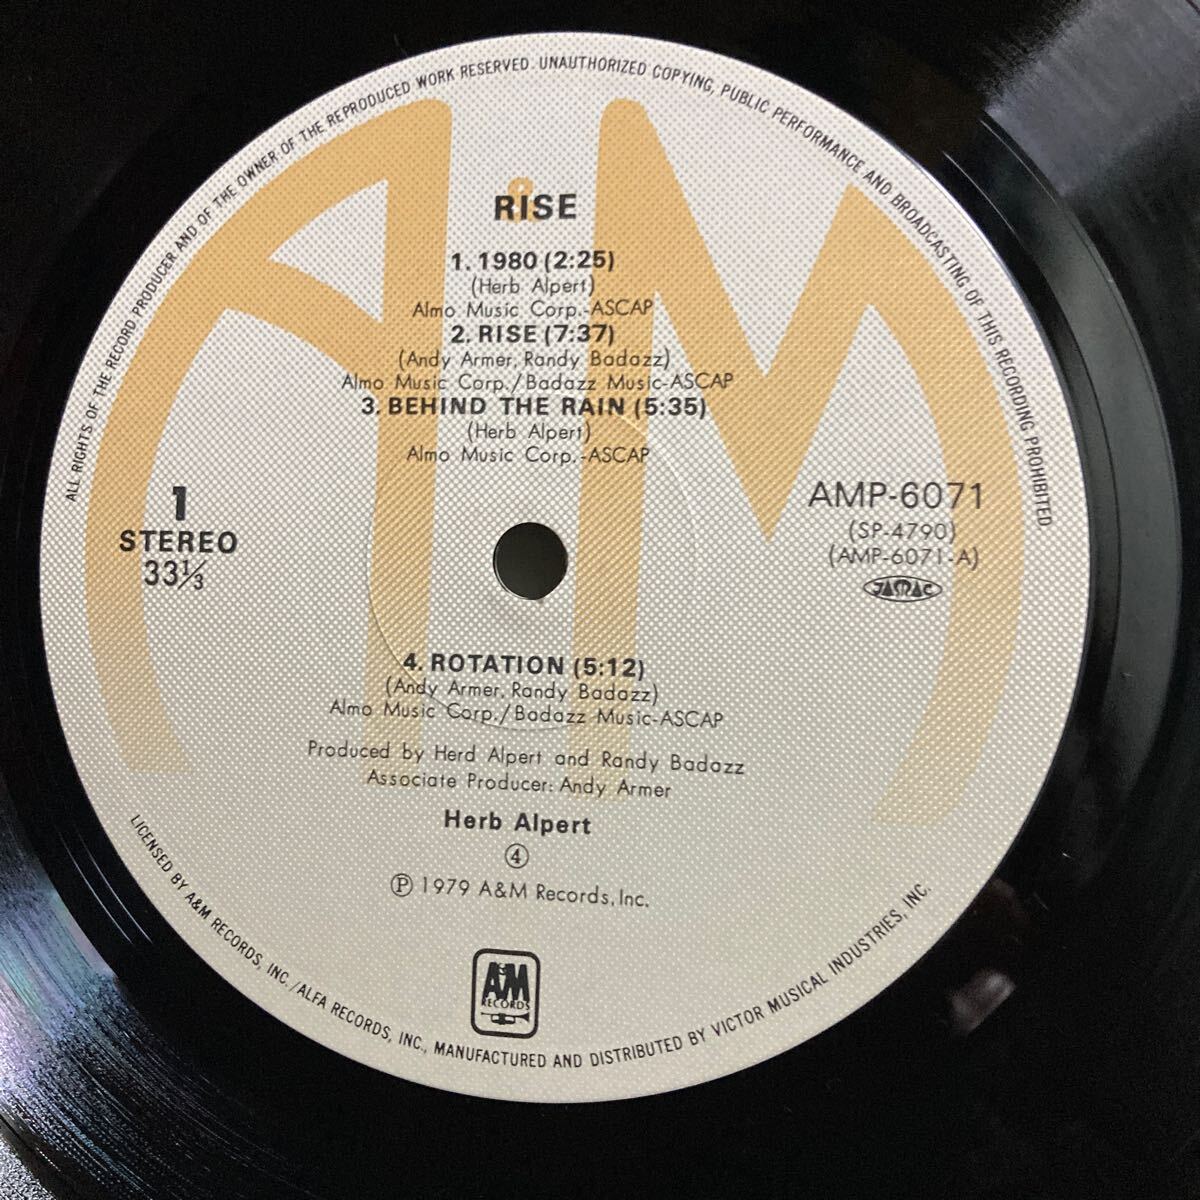 ALL RIGHTS OF THE RECORD PRODUCER AND OF THE OWNER OF THE REPRODUCED WORK RESERVED. UNAUTHORIZED COPYING, PUBLIC PERFORMANCE AND BROADCASTING OF THIS RECORDING PROHIBITED
RISE
1. 1980 (2:25)
(Herb Alpert)
Almo Music Corp.-ASCAP
2. RISE (7:37)
(Andy Armer, Randy Badazz)
Almo Music Corp./Badazz Music-ASCAP
3. BEHIND THE RAIN (5:35)
(Herb Alpert)
Almo Music Corp.-ASCAP
1
STEREO
33⅓
AMP-6071
(SP-4790)
(AMP-6071-A)
JASRAC
4. ROTATION (5:12)
(Andy Armer, Randy Badazz)
Almo Music Corp./Badazz Music-ASCAP
Produced by Herd Alpert and Randy Badazz
Associate Producer: Andy Armer
Herb Alpert
④
Ⓟ 1979 A&M Records, Inc.
A&M
RECORDS
LICENSED BY A&M RECORDS, INC./ALFA RECORDS, INC., MANUFACTURED AND DISTRIBUTED BY VICTOR MUSICAL INDUSTRIES, INC.